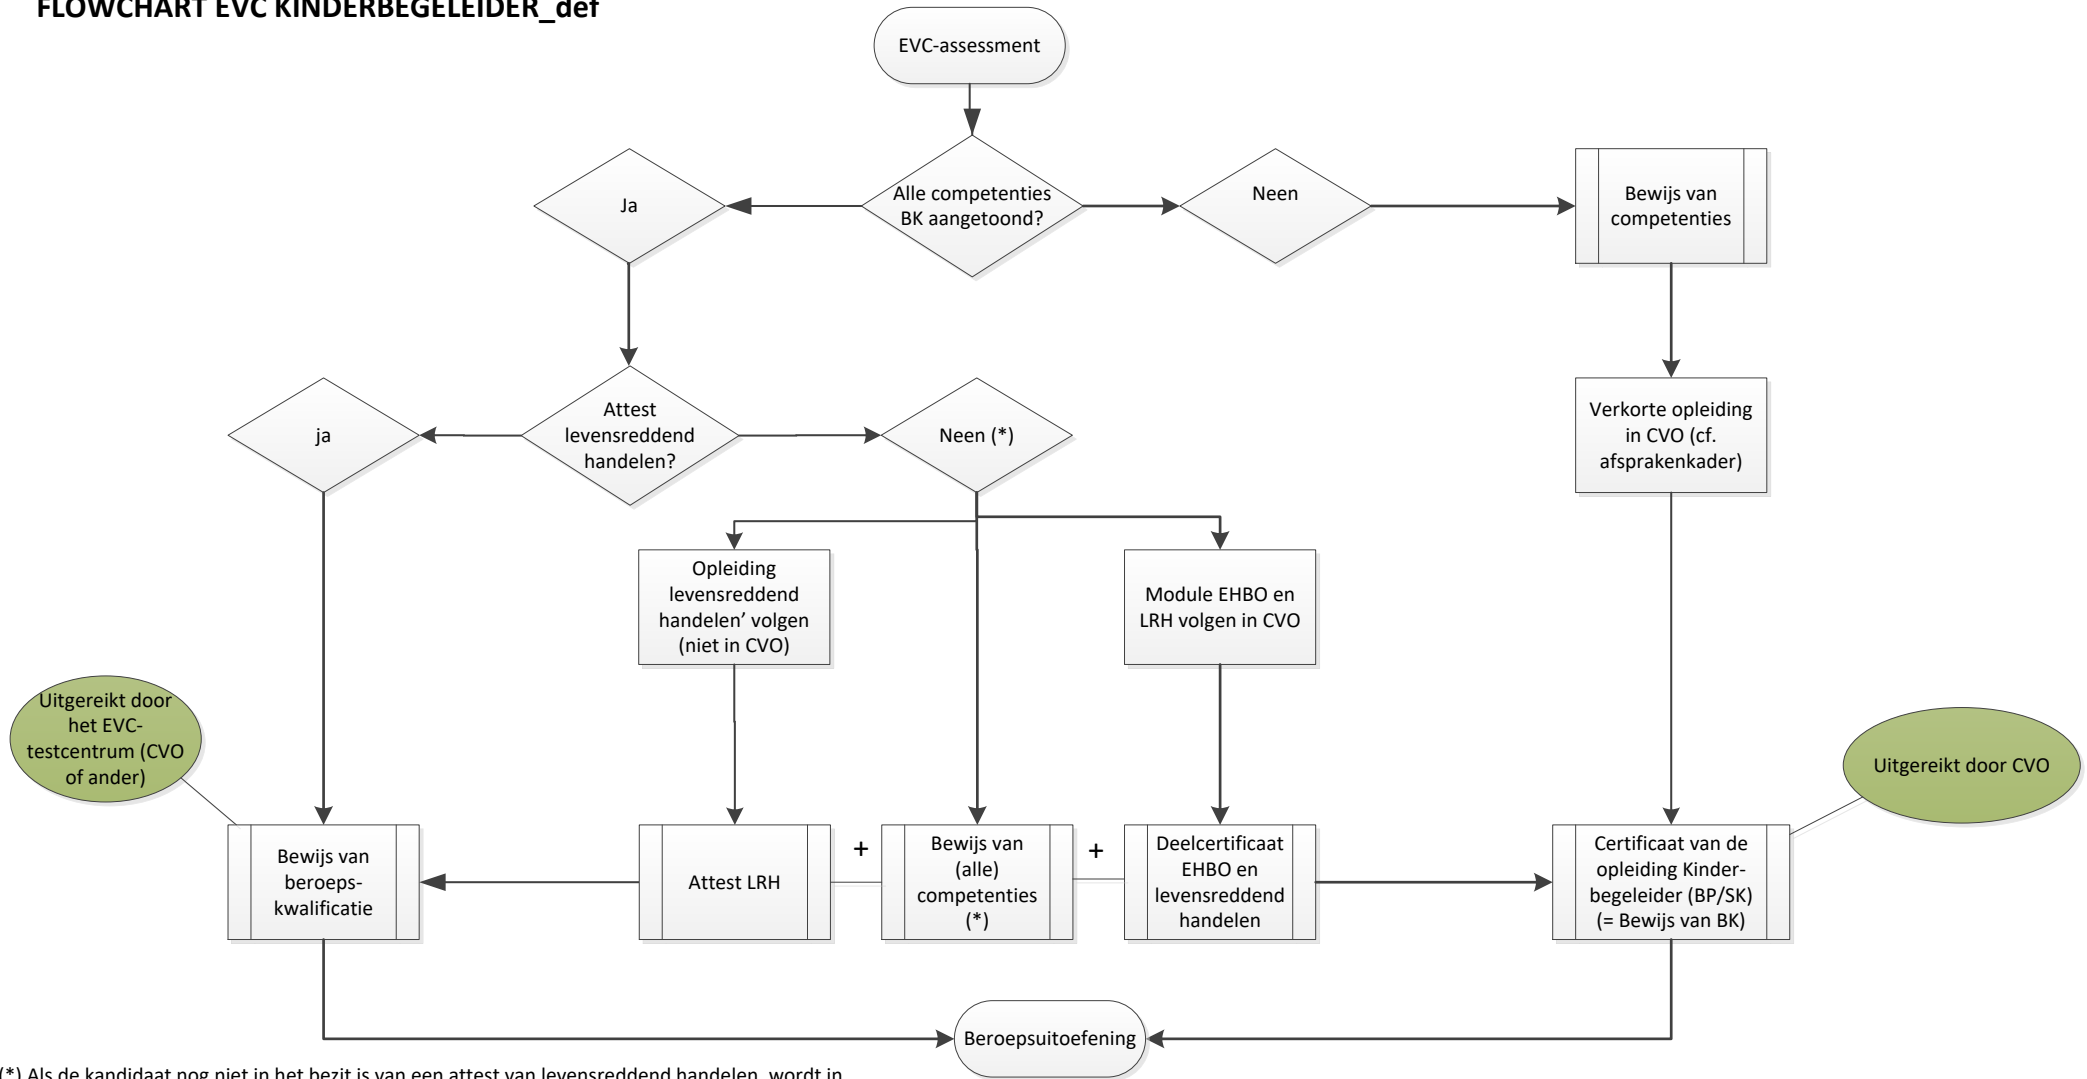 FLOWCHART EVC KINDERBEGELEIDER_def
EVC-assessment
Ja
Alle competenties
BK aangetoond?
Neen
Bewijs van
competenties
ja
Attest
levensreddend
handelen?
Neen (*)
Verkorte opleiding
in CVO (cf.
afsprakenkader)
Opleiding
levensreddend
handelen’ volgen
(niet in CVO)
Module EHBO en
LRH volgen in CVO
Uitgereikt door
het EVC-
testcentrum (CVO
of ander)
Uitgereikt door CVO
Bewijs van
beroeps-
kwalificatie
Attest LRH
+
Bewijs van
(alle)
competenties
(*)
+
Deelcertificaat
EHBO en
levensreddend
handelen
Certificaat van de
opleiding Kinder-
begeleider (BP/SK)
(= Bewijs van BK)
Beroepsuitoefening
(*) Als de kandidaat nog niet in het bezit is van een attest van levensreddend handelen, wordt in